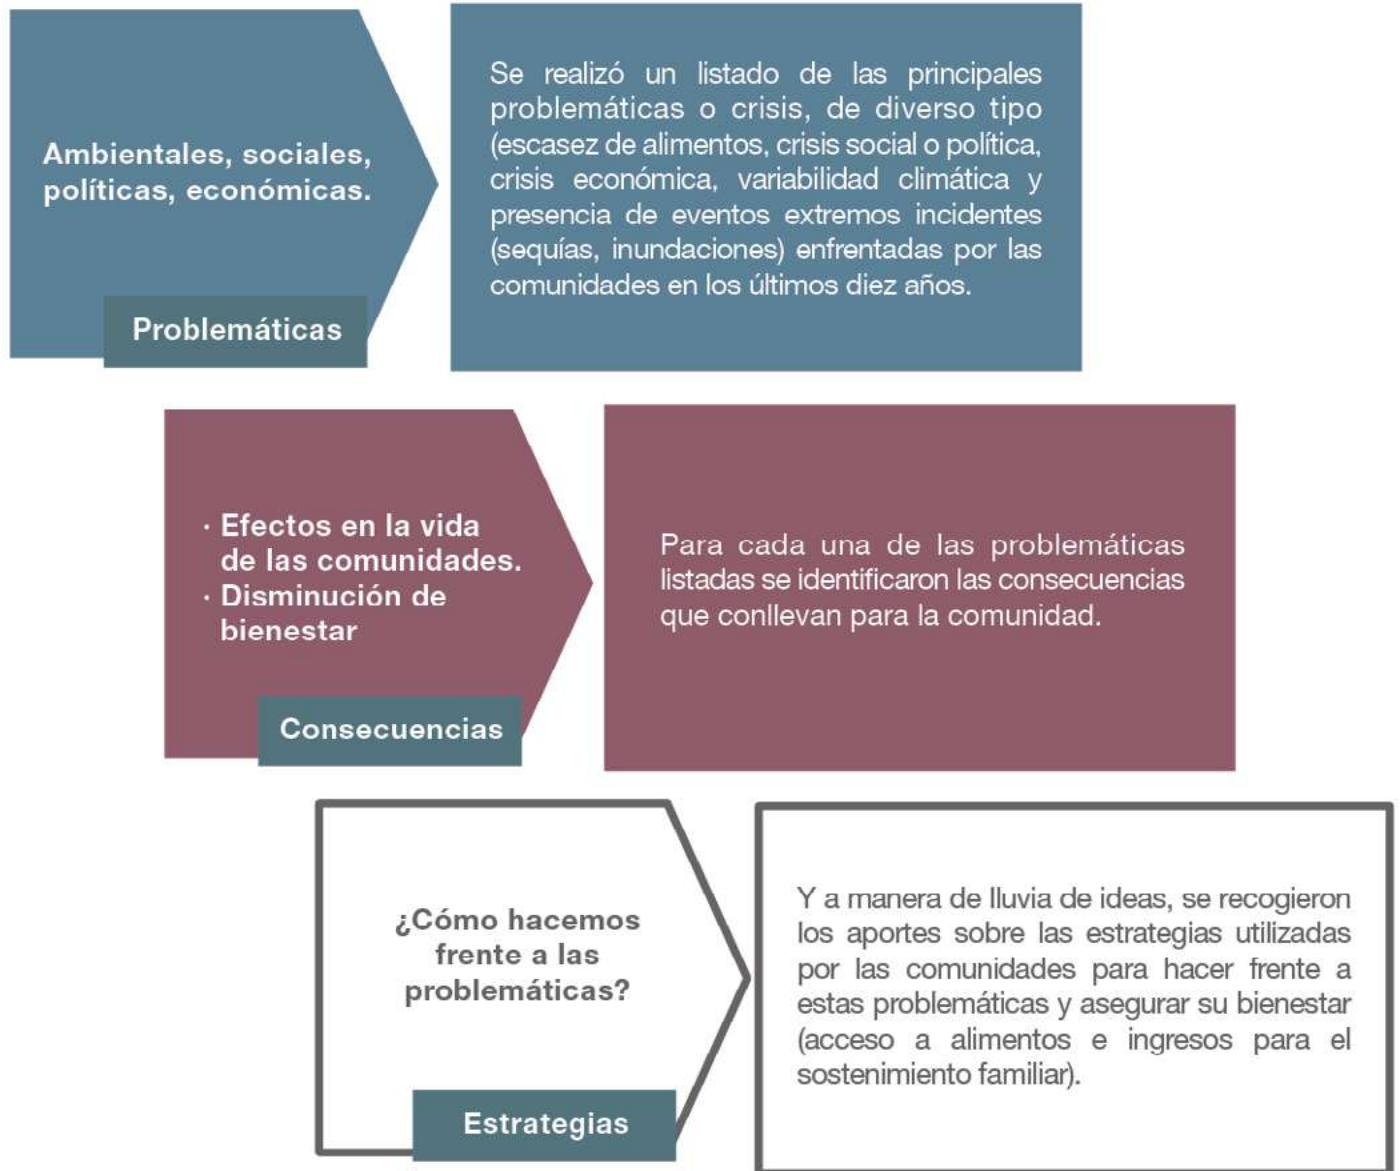 Ambientales, sociales,
políticas, económicas.
Problemáticas
Se realizó un listado de las principales
problemáticas o crisis, de diverso tipo
(escasez de alimentos, crisis social o política,
crisis económica, variabilidad climática y
presencia de eventos extremos incidentes
(sequías, inundaciones) enfrentadas por las
comunidades en los últimos diez años.
· Efectos en la vida
de las comunidades.
· Disminución de
bienestar
Consecuencias
Para cada una de las problemáticas
listadas se identificaron las consecuencias
que conllevan para la comunidad.
¿Cómo hacemos
frente a las
problemáticas?
Estrategias
Y a manera de lluvia de ideas, se recogieron
los aportes sobre las estrategias utilizadas
por las comunidades para hacer frente a
estas problemáticas y asegurar su bienestar
(acceso a alimentos e ingresos para el
sostenimiento familiar).